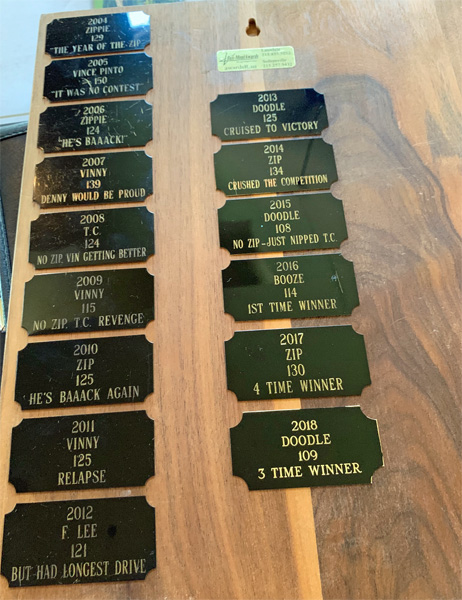 2004
ZIPPIE
129
"THE YEAR OF THE ZIP"
2005
VINCE PINTO
150
"IT WAS NO CONTEST"
2006
ZIPPIE
124
"HE'S BAAACK!"
2007
VINNY
139
DENNY WOULD BE PROUD
2008
T.C.
124
NO ZIP, VIN GETTING BETTER
2009
VINNY
115
NO ZIP, T.C. REVENGE
2010
ZIP
125
HE'S BAAACK AGAIN
2011
VINNY
125
RELAPSE
2012
F. LEE
121
BUT HAD LONGEST DRIVE
2013
DOODLE
125
CRUISED TO VICTORY
2014
ZIP
134
CRUSHED THE COMPETITION
2015
DOODLE
108
NO ZIP-JUST NIPPED T.C.
2016
BOOZE
114
1ST TIME WINNER
2017
ZIP
130
4 TIME WINNER
2018
DOODLE
109
3 TIME WINNER